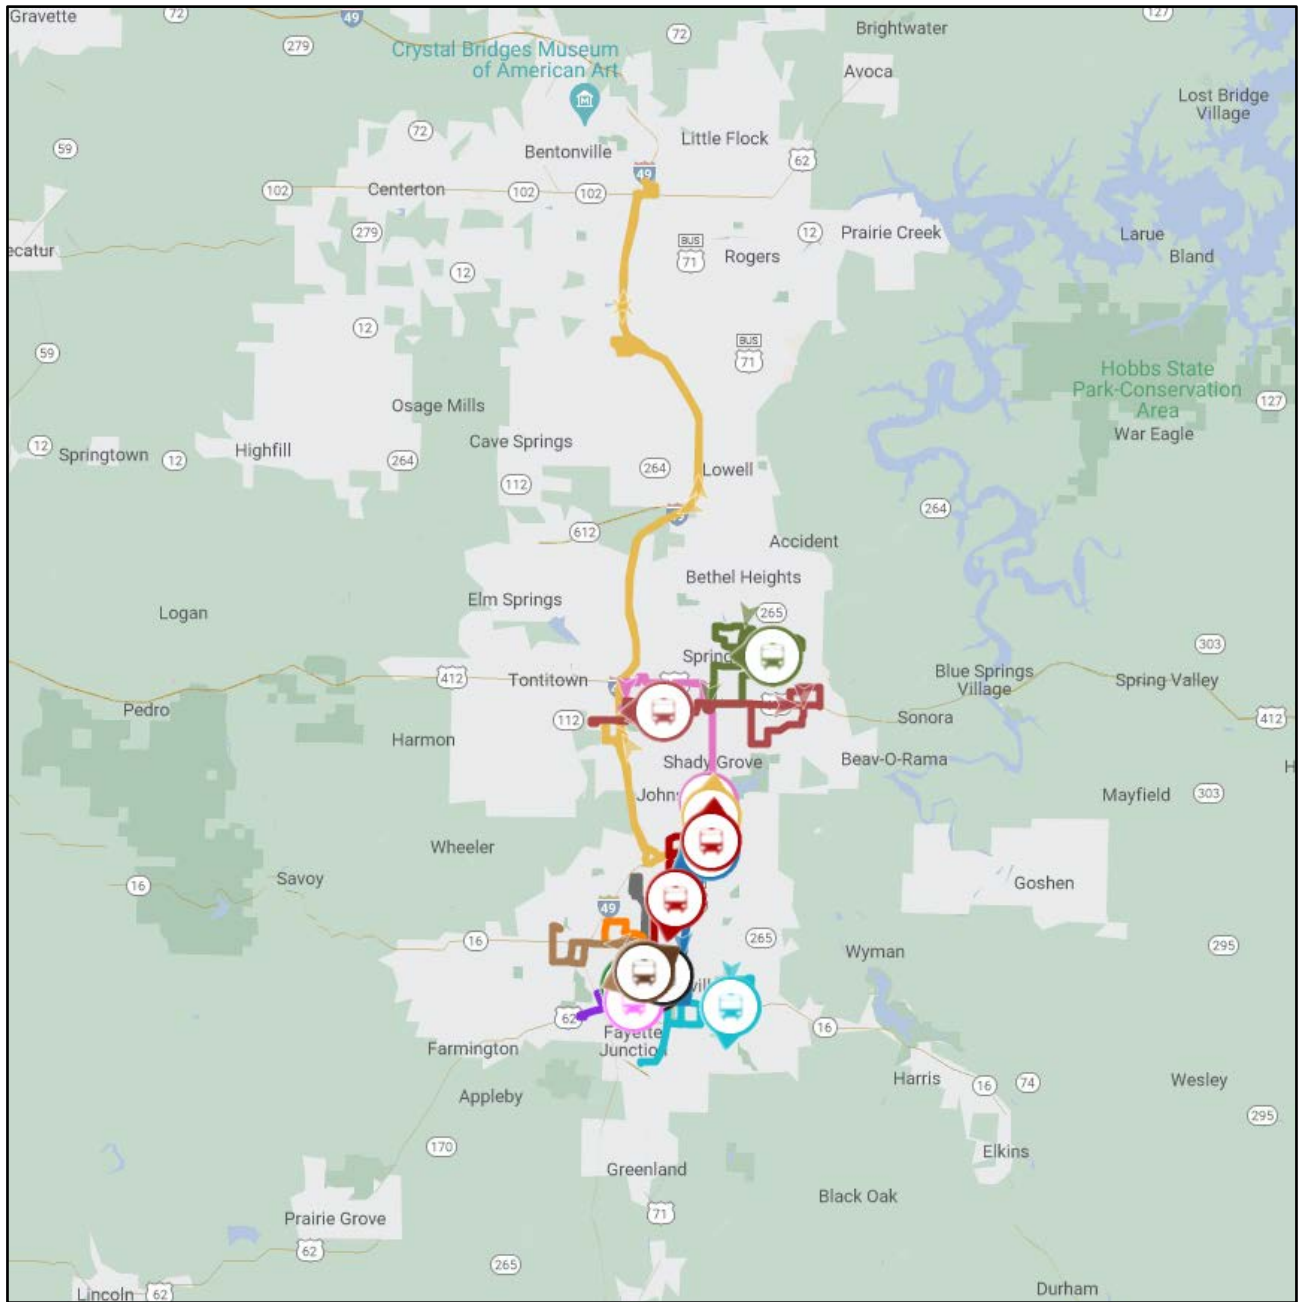 Gravette
72
49
127
279
72
Brightwater
Crystal Bridges Museum
of American Art
M
Avoca
Lost Bridge
Village
72
59
Little Flock
Bentonville
62
49
102
Centerton
102
102
279
12
Prairie Creek
Larue
BUS
71
Rogers
ecatur
12
Bland
12
BUS
71
59
Hobbs State
Park-Conservation
Area
127
Osage Mills
War Eagle
12
Springtown
12
Highfill
264
Cave Springs
264
Lowell
112
264
612
Accident
Bethel Heights
Elm Springs
265
Logan
303
Spring
412
Tontitown
Blue Springs
Village
Spring Valley
Pedro
112
Sonora
412
Harmon
Shady Grove
Beav-O-Rama
H
Johns
Mayfield
303
Wheeler
Savoy
16
Goshen
49
16
265
Wyman
295
vill
62
16
Fayette
Junction
Farmington
Harris
16
74
Wesley
Appleby
295
170
Elkins
Greenland
Black Oak
71
Prairie Grove
62
265
Lincoln
62
Durham